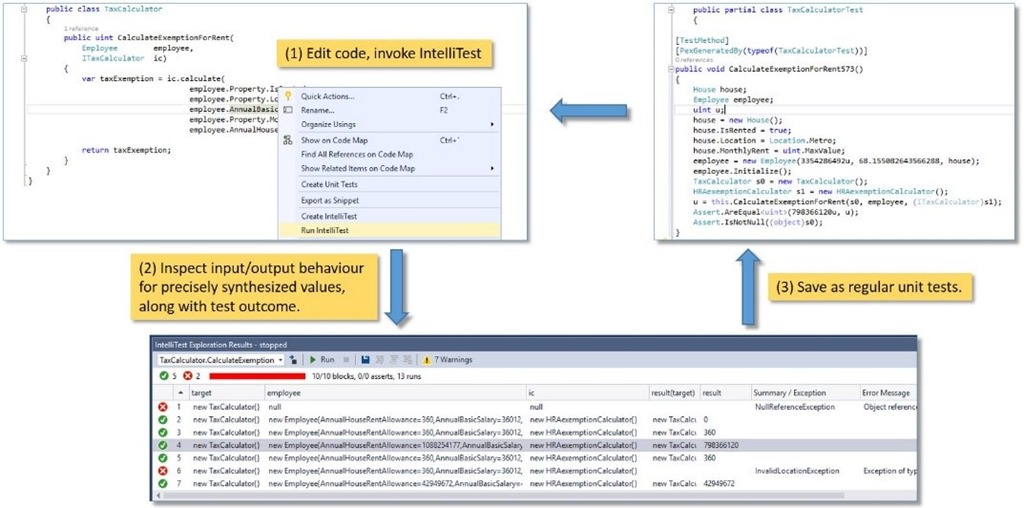 public class TaxCalculator
{
1 reference
public uint CalculateExemptionForRent(
Employee employee,
ITaxCalculator ic)
{
var taxExemption = ic.calculate(
employee.Property.Is
employee.Property.Lo
employee.AnnualBasic
employee.Property.Mo
employee.AnnualHouse
return taxExemption;
}
}
}
(1) Edit code, invoke IntelliTest
Quick Actions... Ctrl+.
Rename... F2
Organize Usings
Show on Code Map Ctrl+`
Find All References on Code Map
Show Related Items on Code Map
Create Unit Tests
Export as Snippet
Create IntelliTest
Run IntelliTest
public partial class TaxCalculatorTest
{
[TestMethod]
[PexGeneratedBy(typeof(TaxCalculatorTest))]
0 references
public void CalculateExemptionForRent573()
{
House house;
Employee employee;
uint u;
house = new House();
house.IsRented = true;
house.Location = Location.Metro;
house.MonthlyRent = uint.MaxValue;
employee = new Employee(3354286492u, 68.155082643566288, house);
employee.Initialize();
TaxCalculator s0 = new TaxCalculator();
HRAexemptionCalculator s1 = new HRAexemptionCalculator();
u = this.CalculateExemptionForRent(s0, employee, (ITaxCalculator)s1);
Assert.AreEqual<uint>(798366120u, u);
Assert.IsNotNull((object)s0);
}
(2) Inspect input/output behaviour
for precisely synthesized values,
along with test outcome.
(3) Save as regular unit tests.
IntelliTest Exploration Results - stopped
TaxCalculator.CalculateExemption Run 7 Warnings
5 2 10/10 blocks, 0/0 asserts, 13 runs
target employee ic result(target) result Summary / Exception Error Message
1 new TaxCalculator() null null NullReferenceException Object reference
2 new TaxCalculator() new Employee{AnnualHouseRentAllowance=360,AnnualBasicSalary=36012, new HRAexemptionCalculator{} new TaxCalcu 0
3 new TaxCalculator() new Employee{AnnualHouseRentAllowance=360,AnnualBasicSalary=36012, new HRAexemptionCalculator{} new TaxCalcu 360
4 new TaxCalculator() new Employee{AnnualHouseRentAllowance=1088254177,AnnualBasicSalary new HRAexemptionCalculator{} new TaxCalcu 798366120
5 new TaxCalculator() new Employee{AnnualHouseRentAllowance=360,AnnualBasicSalary=36012, new HRAexemptionCalculator{} new TaxCalcu 360
6 new TaxCalculator() new Employee{AnnualHouseRentAllowance=360,AnnualBasicSalary=36012, new HRAexemptionCalculator{} InvalidLocationException Exception of typ
7 new TaxCalculator() new Employee{AnnualHouseRentAllowance=42949672,AnnualBasicSalary= new HRAexemptionCalculator{} new TaxCalcu 42949672